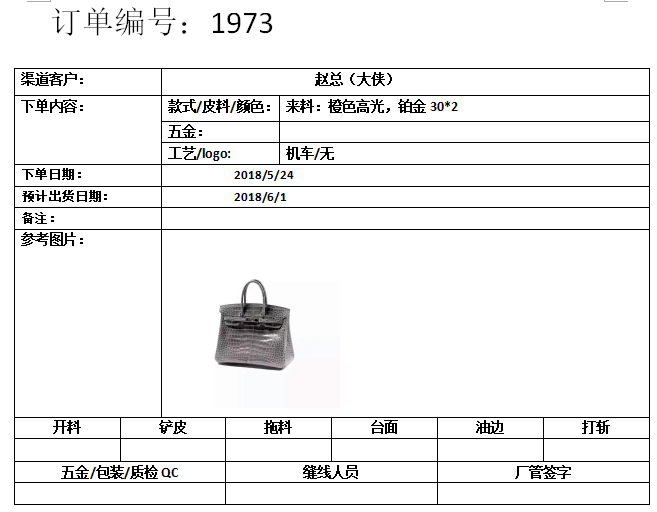 订单编号：1973
渠道客户： 赵总（大侠）
下单内容： 款式/皮料/颜色： 来料：橙色高光，铂金 30*2
五金：
工艺/logo: 机车/无
下单日期： 2018/5/24
预计出货日期： 2018/6/1
备注：
参考图片：
开料 铲皮 拖料 台面 油边 打斩
五金/包装/质检 QC 缝线人员 厂管签字